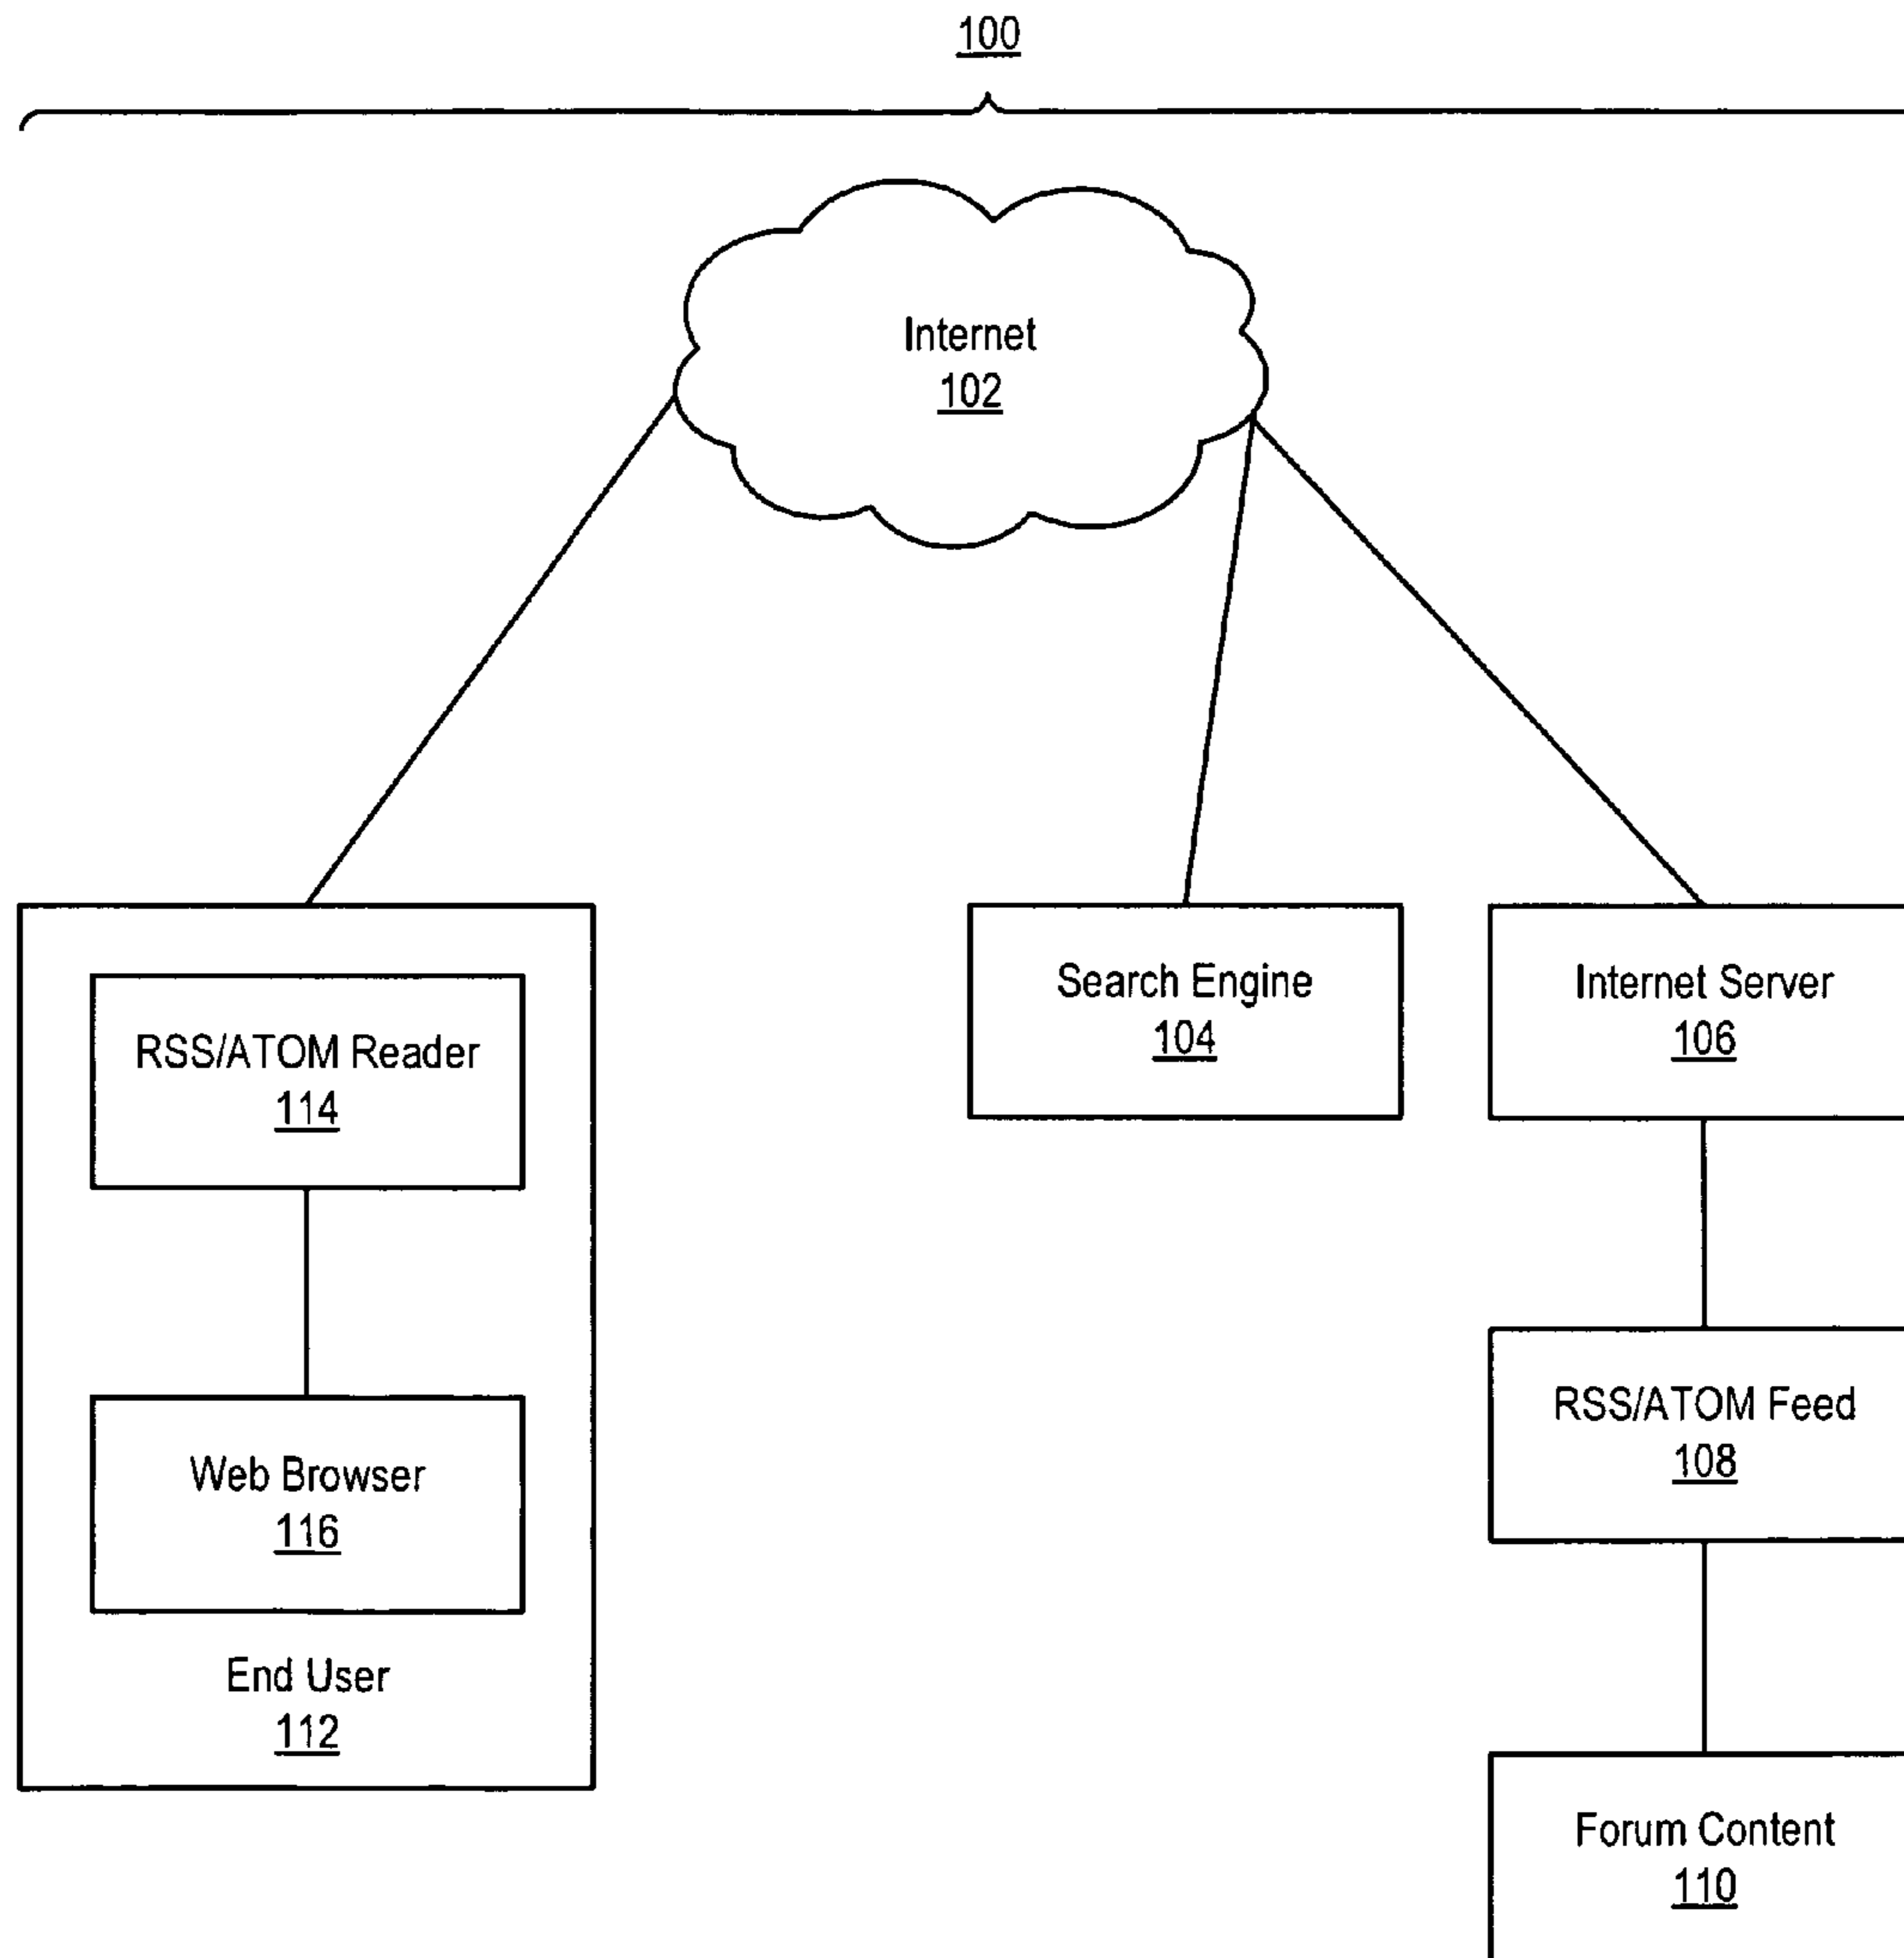 100
Internet
102
Search Engine
104
Internet Server
106
RSS/ATOM Reader
114
RSS/ATOM Feed
108
Web Browser
116
End User
112
Forum Content
110